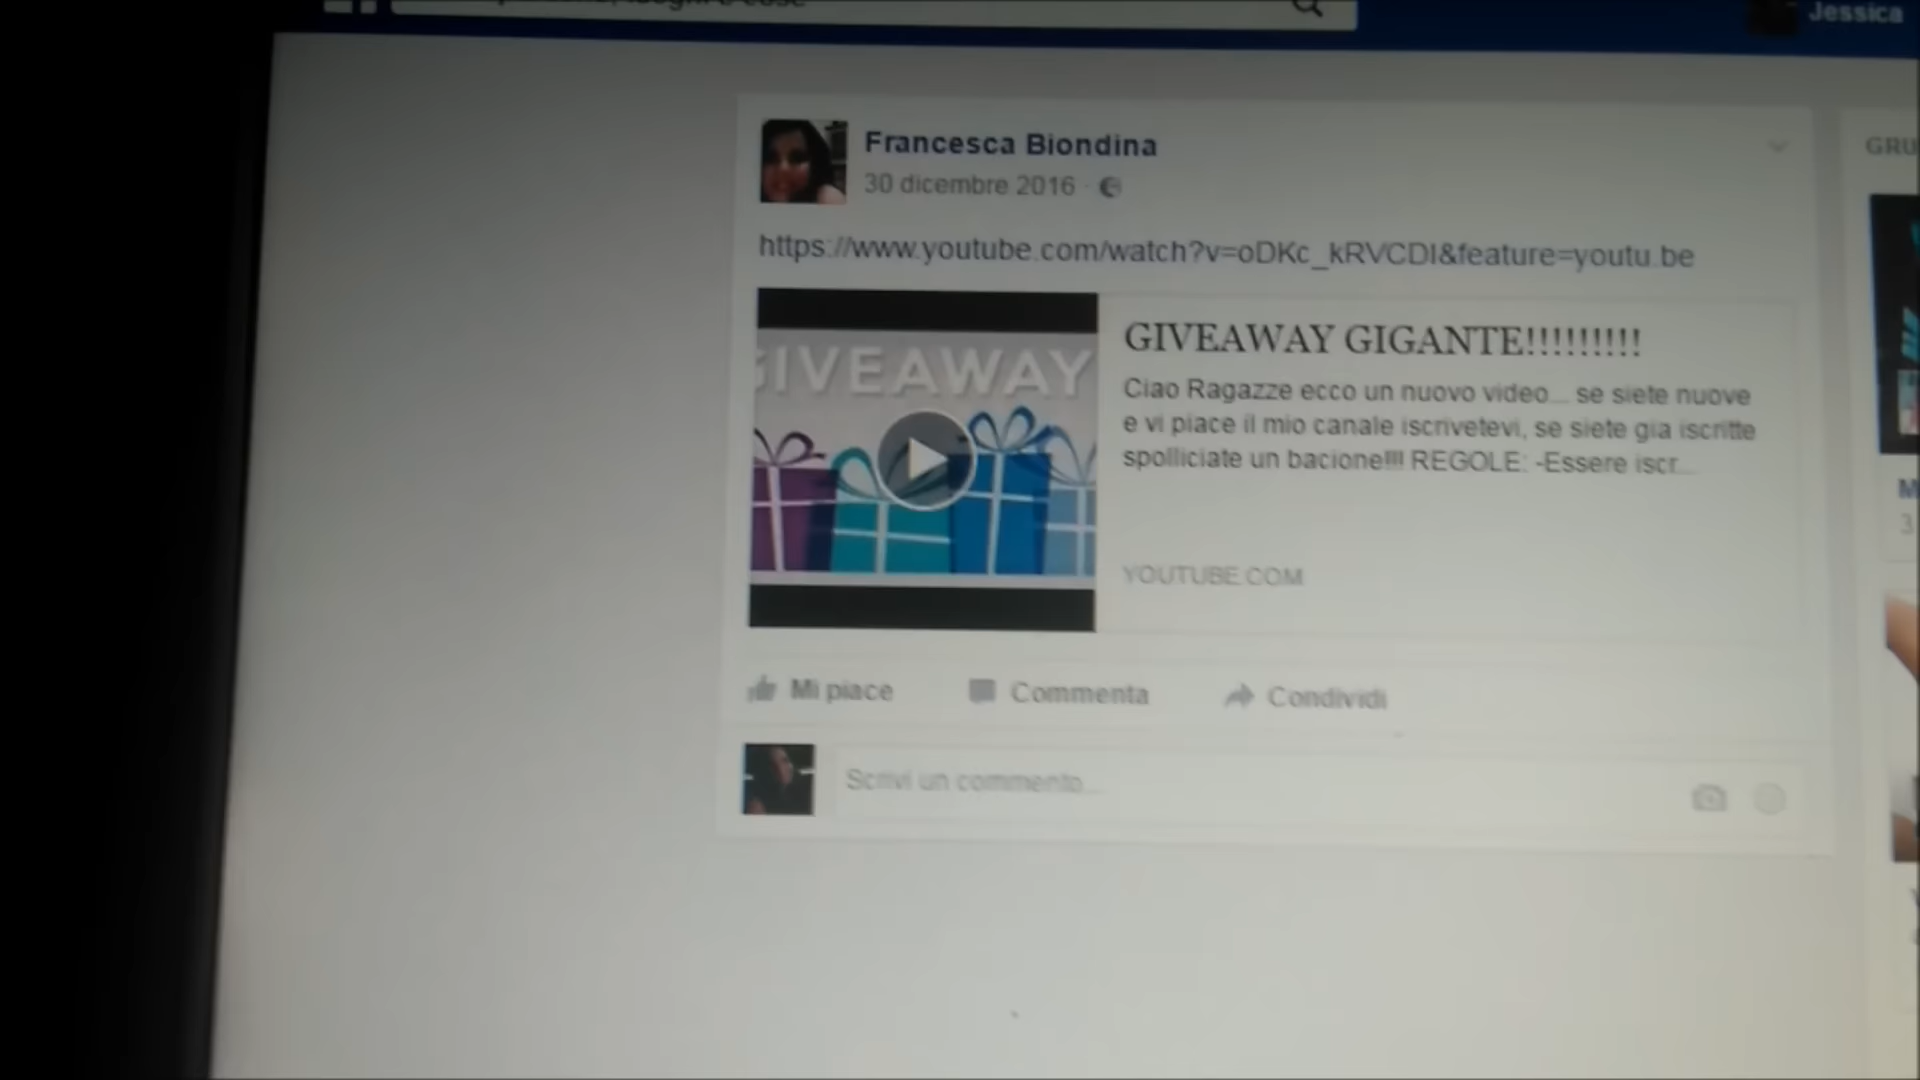 Jessica
Francesca Biondina
30 dicembre 2016
https://www.youtube.com/watch?v=oDKc_kRVCDI&feature=youtu.be
GIVEAWAY
GIVEAWAY GIGANTE!!!!!!!!!
Ciao Ragazze ecco un nuovo video... se siete nuove
e vi piace il mio canale iscrivetevi, se siete gia iscritte
spolliciate un bacione!!!! REGOLE: -Essere iscr...
YOUTUBE.COM
Mi piace
Commenta
Condividi
Scrivi un commento...
GRU